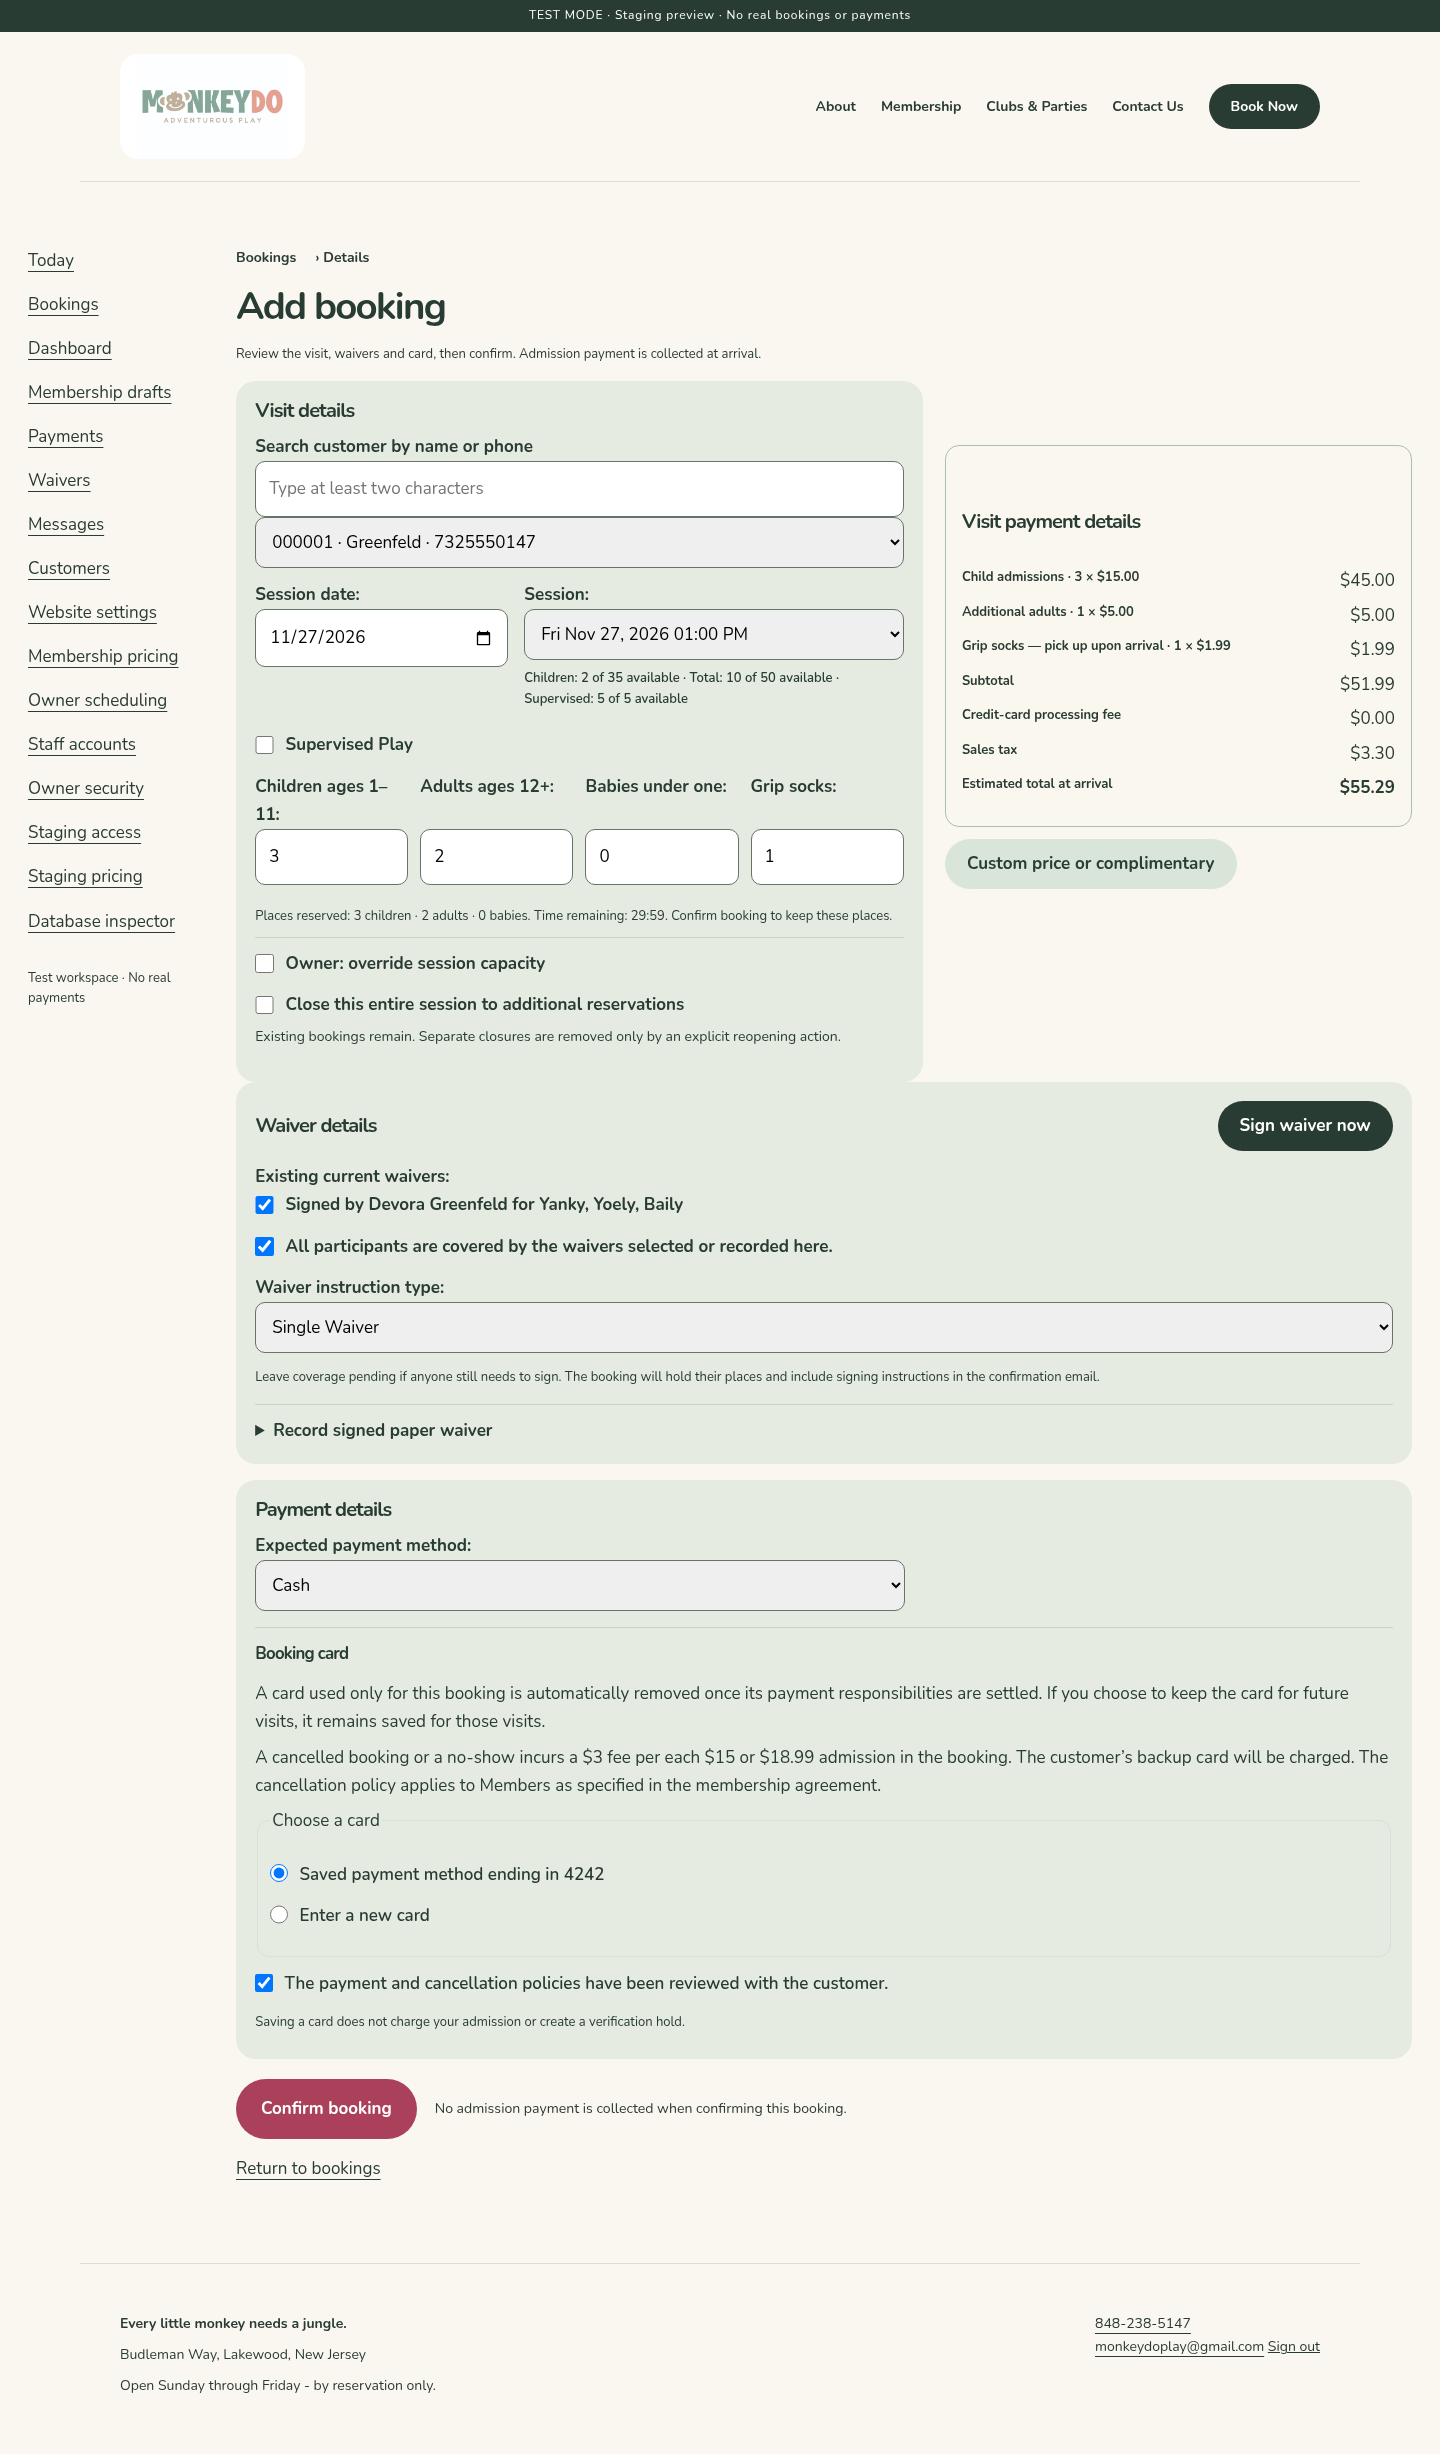 TEST MODE · Staging preview · No real bookings or payments
MONKEYDO
ADVENTUROUS PLAY
About
Membership
Clubs & Parties
Contact Us
Book Now
Today
Bookings
Dashboard
Membership drafts
Payments
Waivers
Messages
Customers
Website settings
Membership pricing
Owner scheduling
Staff accounts
Owner security
Staging access
Staging pricing
Database inspector
Test workspace · No real
payments
Bookings › Details
Add booking
Review the visit, waivers and card, then confirm. Admission payment is collected at arrival.
Visit details
Search customer by name or phone
Type at least two characters
000001 · Greenfeld · 7325550147
Session date:
11/27/2026
Session:
Fri Nov 27, 2026 01:00 PM
Children: 2 of 35 available · Total: 10 of 50 available ·
Supervised: 5 of 5 available
Supervised Play
Children ages 1–
11:
3
Adults ages 12+:
2
Babies under one:
0
Grip socks:
1
Places reserved: 3 children · 2 adults · 0 babies. Time remaining: 29:59. Confirm booking to keep these places.
Owner: override session capacity
Close this entire session to additional reservations
Existing bookings remain. Separate closures are removed only by an explicit reopening action.
Visit payment details
Child admissions · 3 × $15.00 $45.00
Additional adults · 1 × $5.00 $5.00
Grip socks — pick up upon arrival · 1 × $1.99 $1.99
Subtotal $51.99
Credit-card processing fee $0.00
Sales tax $3.30
Estimated total at arrival $55.29
Custom price or complimentary
Waiver details
Sign waiver now
Existing current waivers:
Signed by Devora Greenfeld for Yanky, Yoely, Baily
All participants are covered by the waivers selected or recorded here.
Waiver instruction type:
Single Waiver
Leave coverage pending if anyone still needs to sign. The booking will hold their places and include signing instructions in the confirmation email.
Record signed paper waiver
Payment details
Expected payment method:
Cash
Booking card
A card used only for this booking is automatically removed once its payment responsibilities are settled. If you choose to keep the card for future
visits, it remains saved for those visits.
A cancelled booking or a no-show incurs a $3 fee per each $15 or $18.99 admission in the booking. The customer’s backup card will be charged. The
cancellation policy applies to Members as specified in the membership agreement.
Choose a card
Saved payment method ending in 4242
Enter a new card
The payment and cancellation policies have been reviewed with the customer.
Saving a card does not charge your admission or create a verification hold.
Confirm booking
No admission payment is collected when confirming this booking.
Return to bookings
Every little monkey needs a jungle.
Budleman Way, Lakewood, New Jersey
Open Sunday through Friday - by reservation only.
848-238-5147
monkeydoplay@gmail.com Sign out